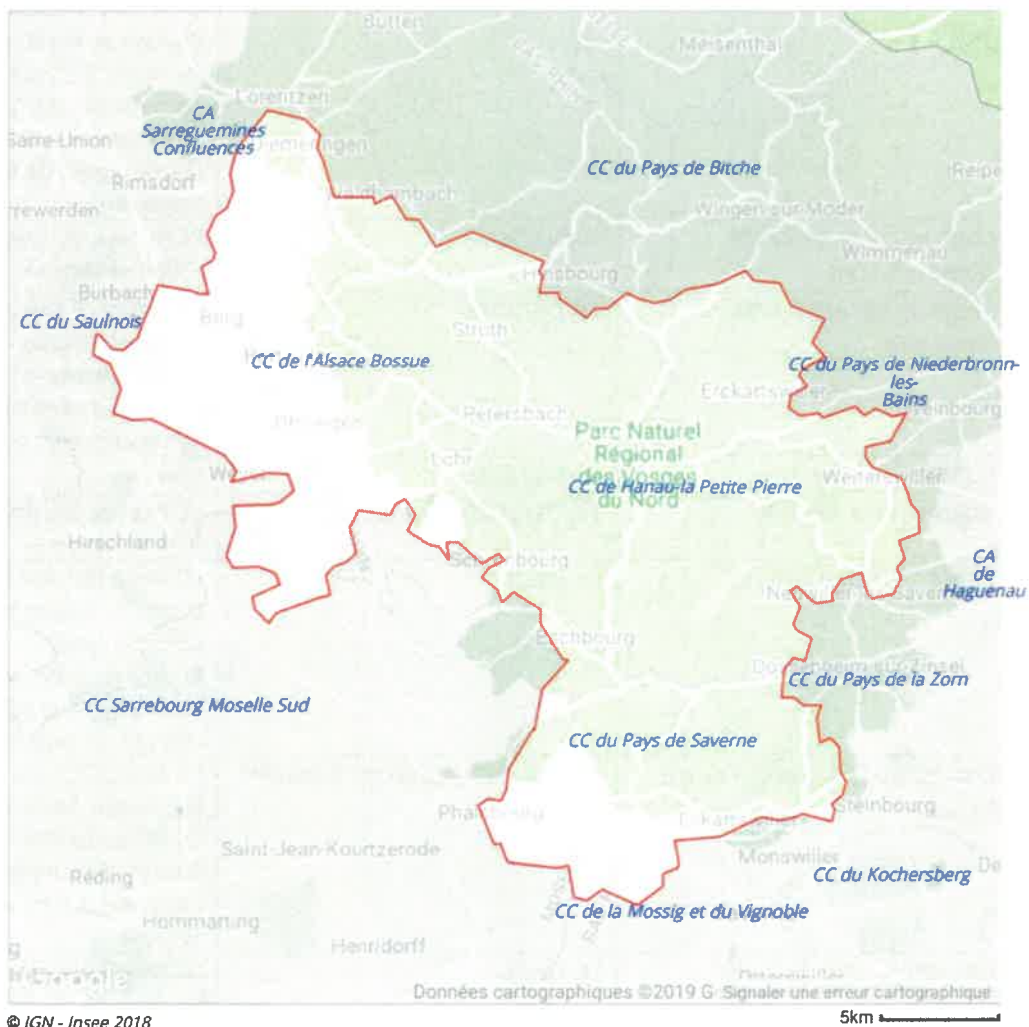 Butten
Meisenthal
Lorentzen
CA
Sarreguemines
Confluences
Sarre-Union
CC du Pays de Bitche
Rimsdorf
Wingen-sur-Moder
Wimmenau
Hinsbourg
Burbach
CC du Saulnois
Berg
Struth
CC de l'Alsace Bossue
CC du Pays de Niederbronn-
les-
Bains
Erckartswiller
Petersbach
Parc Naturel
Régional
des Vosges
du Nord
Lohr
CC de Hanau-la Petite Pierre
Weiterswiller
Hirschland
CA
de
Haguenau
Eschbourg
CC du Pays de la Zorn
CC Sarrebourg Moselle Sud
CC du Pays de Saverne
Phalsbourg
Steinbourg
Saint-Jean-Kourtzerode
Monswiller
Réding
CC du Kochersberg
CC de la Mossig et du Vignoble
Hommarting
Henridorff
Données cartographiques ©2019 G Signaler une erreur cartographique
© IGN - Insee 2018
5km